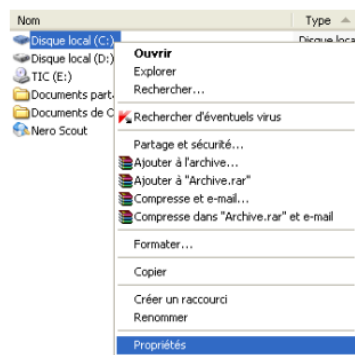 Nom Type
Disque local (C:) Disque loca
Disque local (D:)
TIC (E:)
Documents part
Documents de C
Nero Scout
Ouvrir
Explorer
Rechercher...
Rechercher d'éventuels virus
Partage et sécurité...
Ajouter à l'archive...
Ajouter à "Archive.rar"
Compresse et e-mail...
Compresse dans "Archive.rar" et e-mail
Formater...
Copier
Créer un raccourci
Renommer
Propriétés